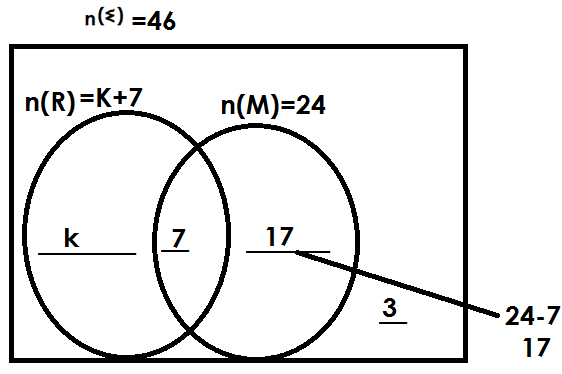 n(ξ) =46
n(R)=K+7
n(M)=24
k
7
17
3
24-7
17